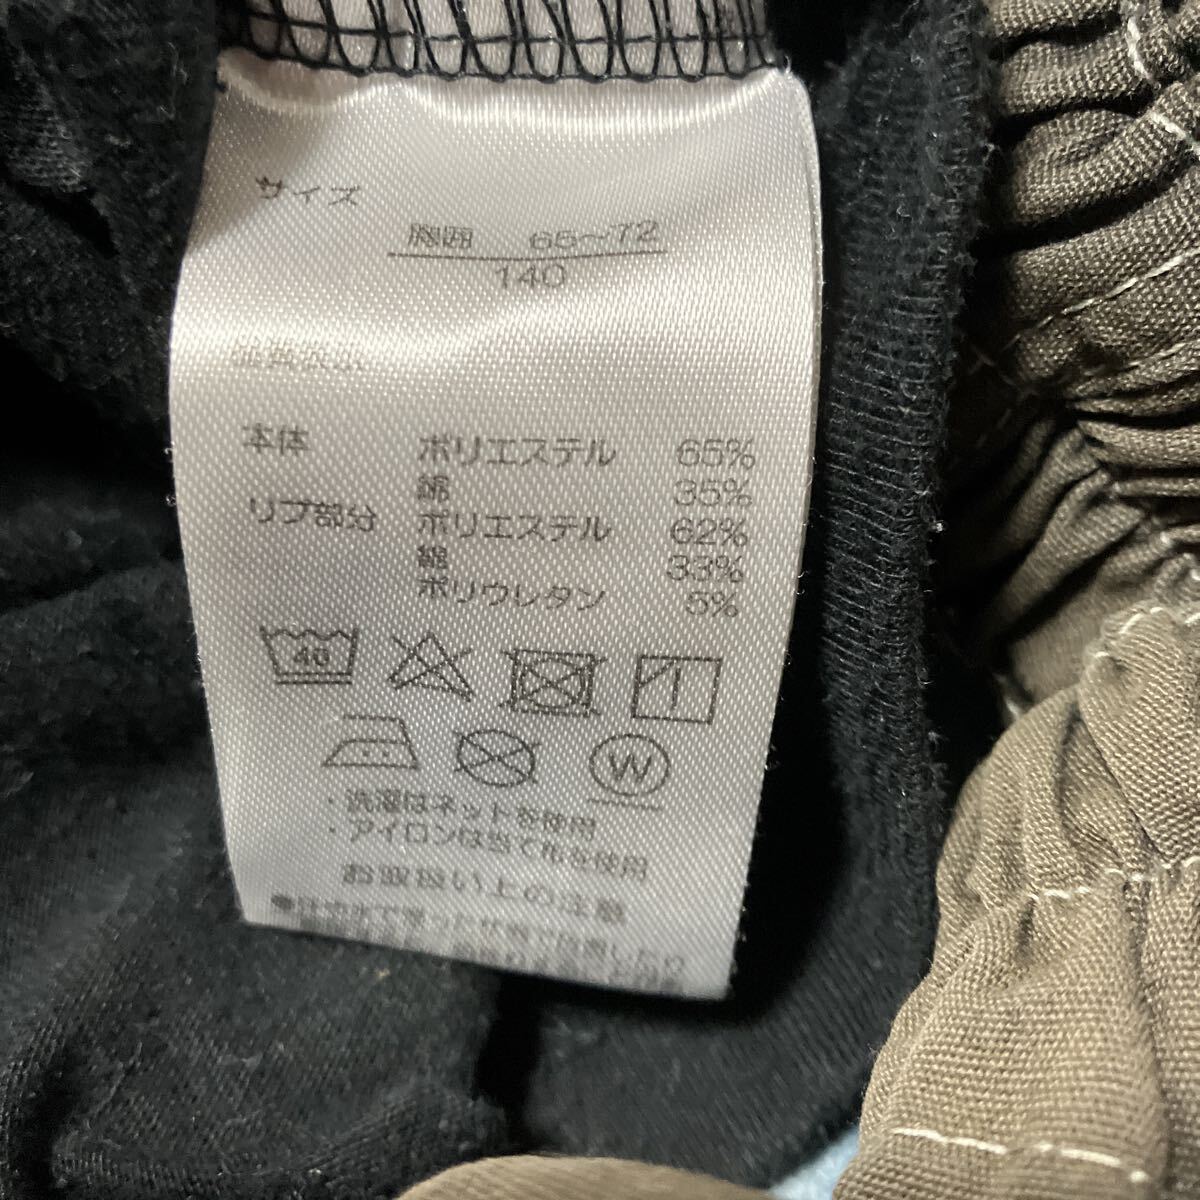 サイズ
胸囲 65~72
140
本体 ポリエステル 65%
綿 35%
リブ部分 ポリエステル 62%
綿 33%
ポリウレタン 5%
40
W
・洗濯はネットを使用
・アイロンは当て布を使用
お取扱い上の注意